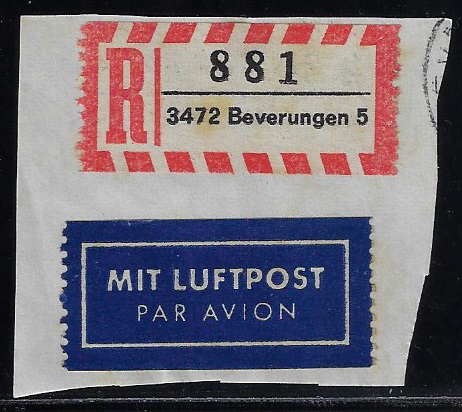 R 881
3472 Beverungen 5
MIT LUFTPOST
PAR AVION